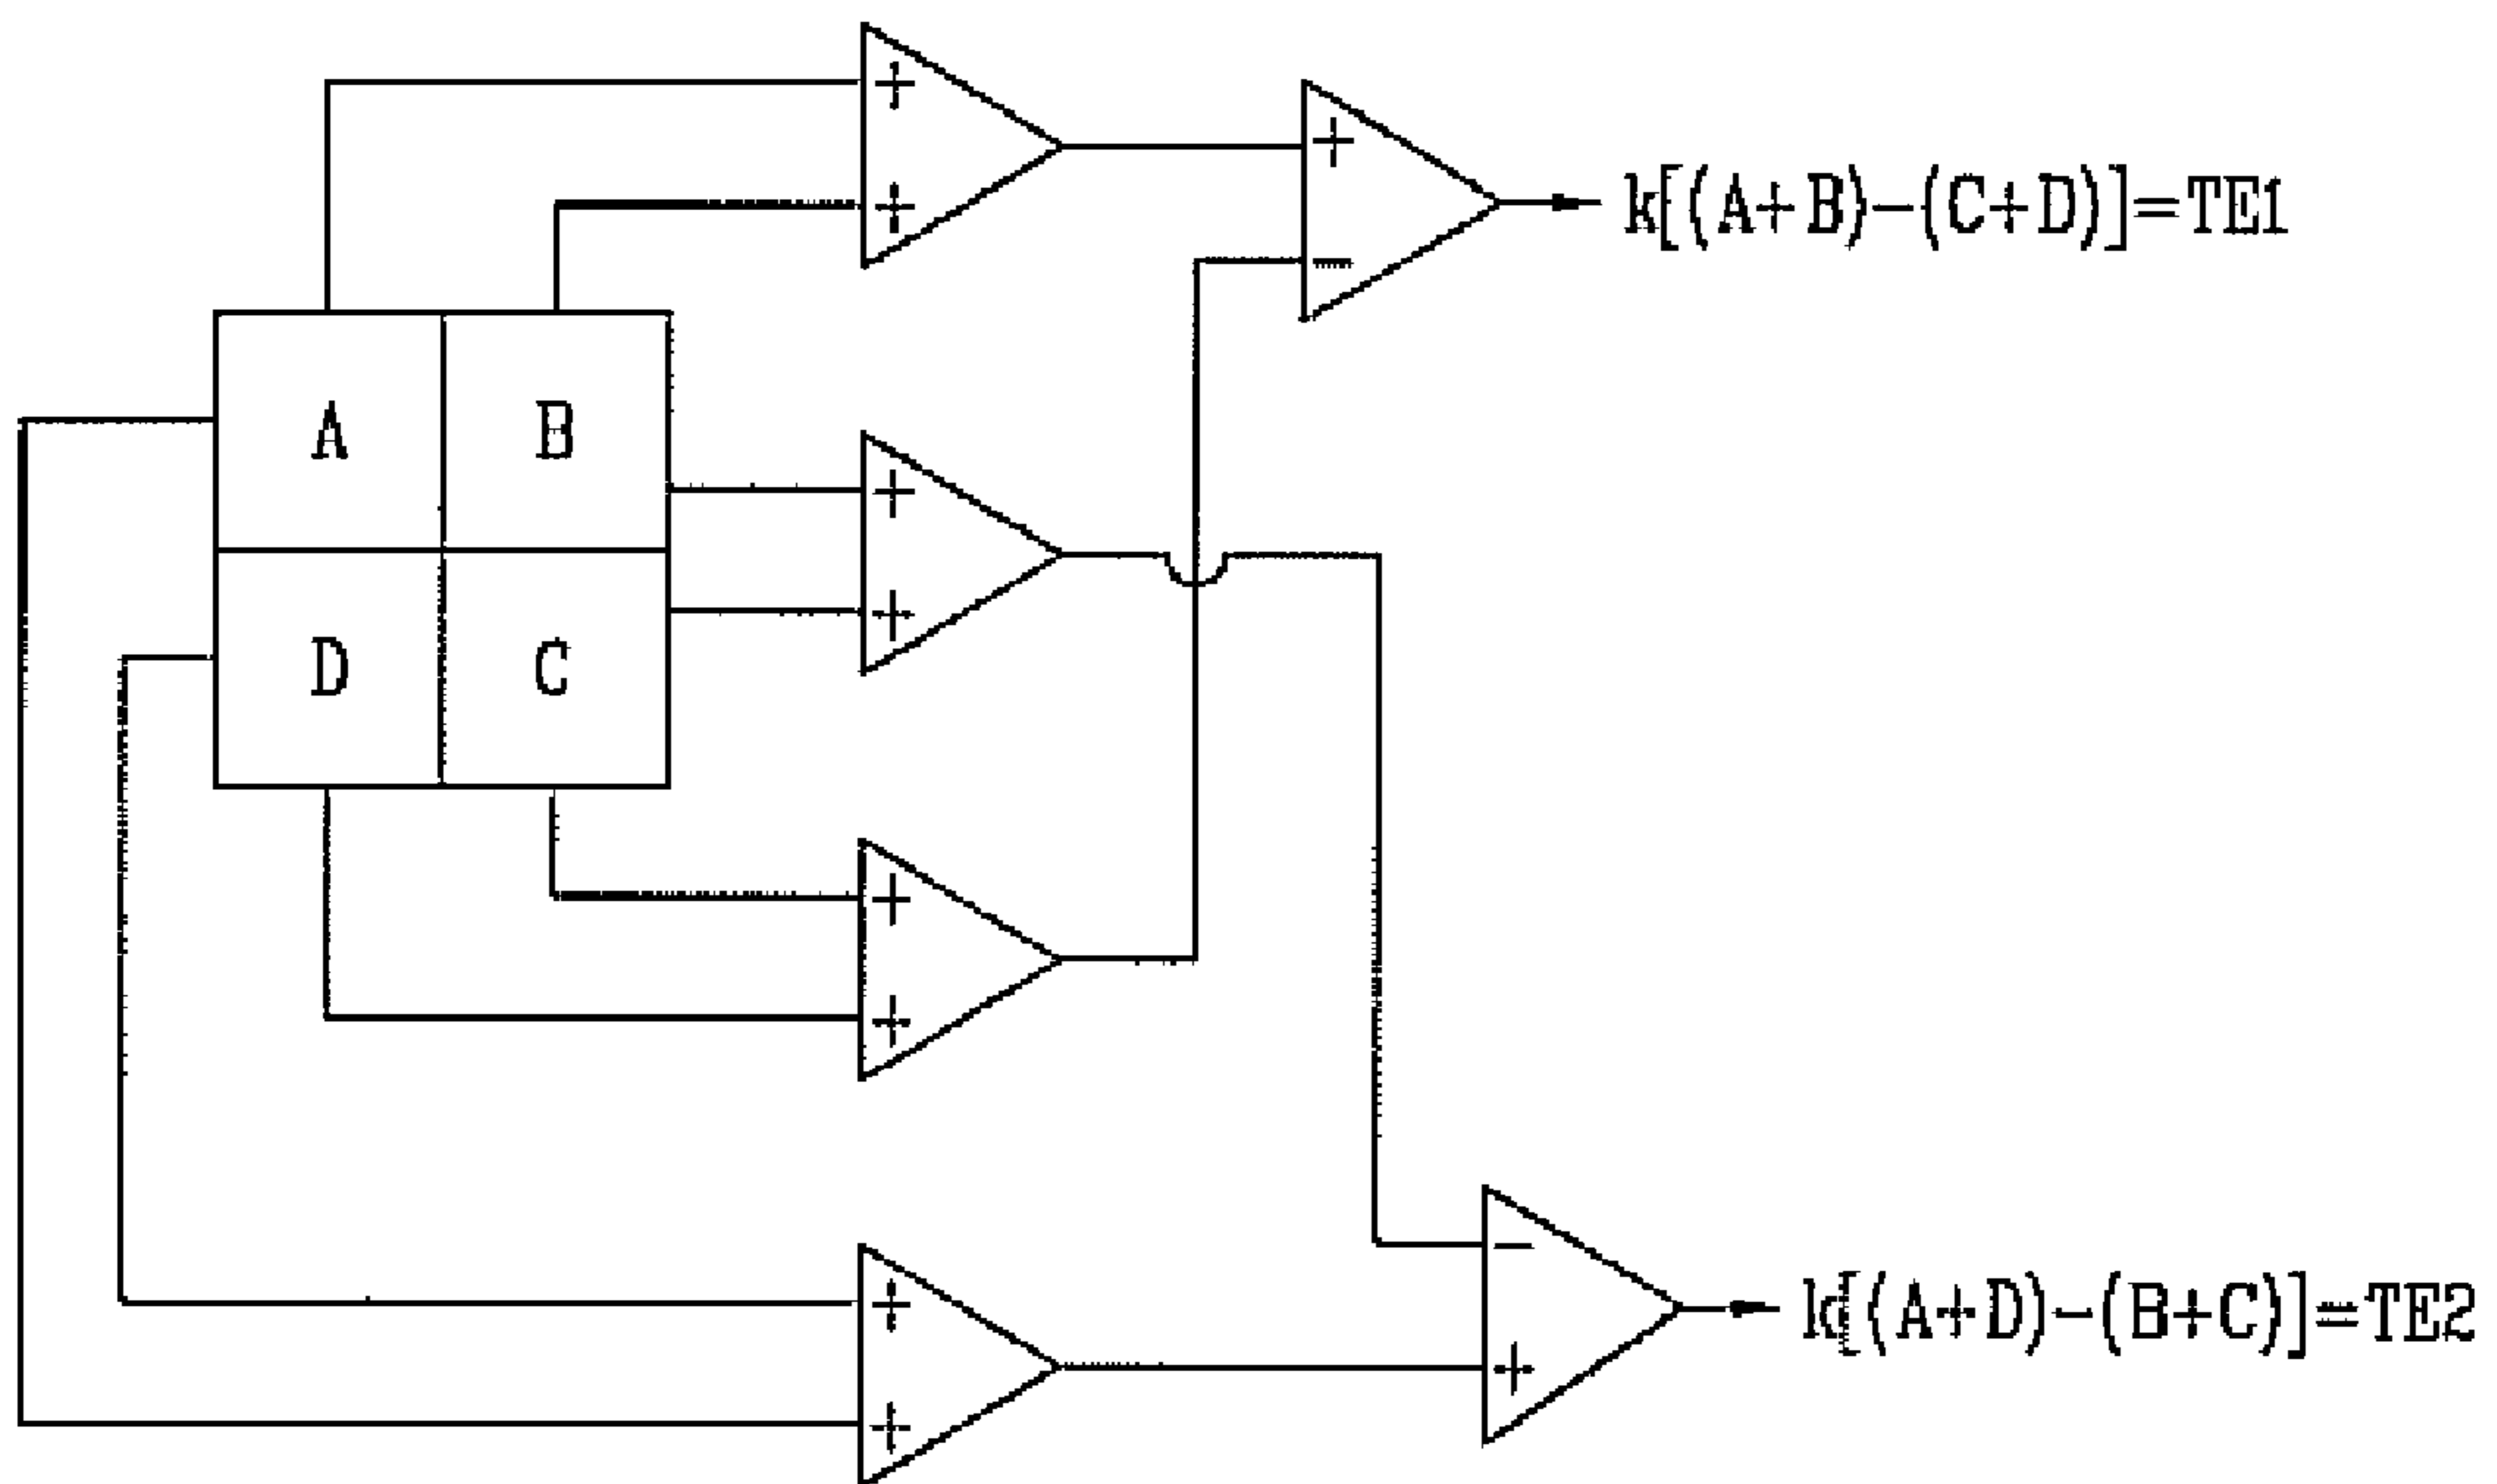 +
+
+
k[(A+B)-(C+D)]=TE1
-
A
B
+
+
D
C
+
+
-
+
k[(A+D)-(B+C)]=TE2
+
+